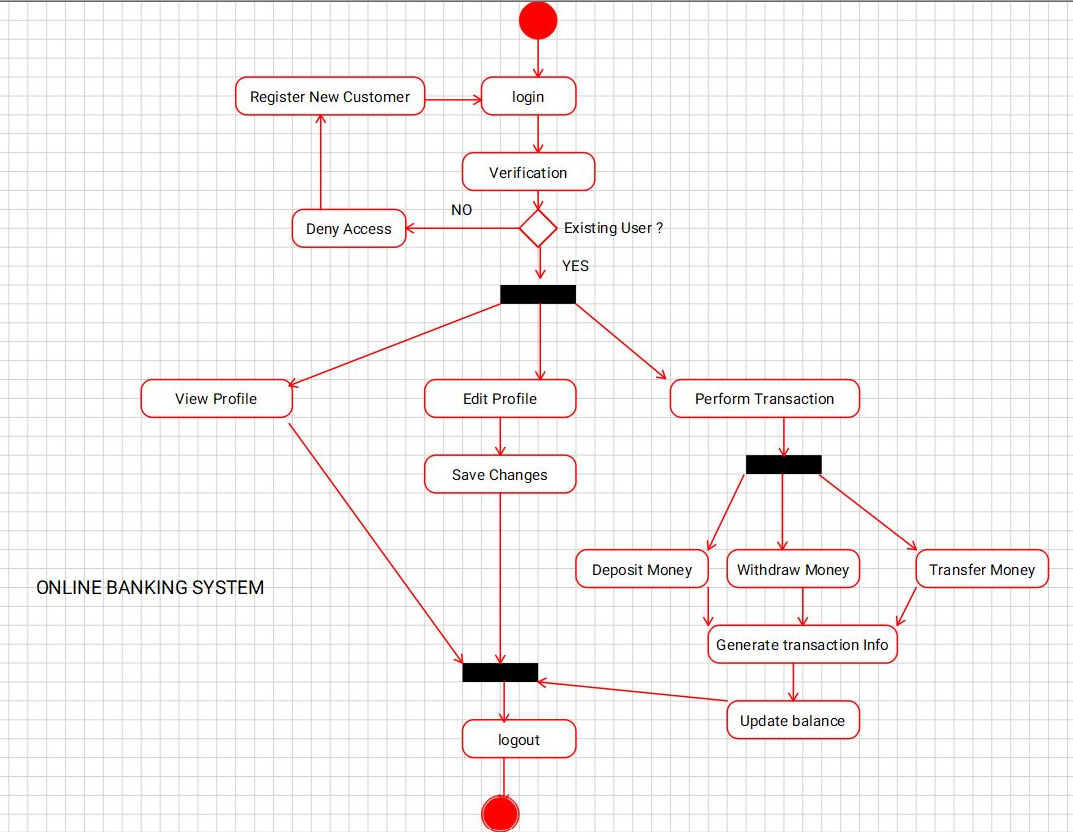 Register New Customer
login
Verification
NO
Deny Access
Existing User ?
YES
View Profile
Edit Profile
Perform Transaction
Save Changes
Deposit Money
Withdraw Money
Transfer Money
ONLINE BANKING SYSTEM
Generate transaction Info
Update balance
logout